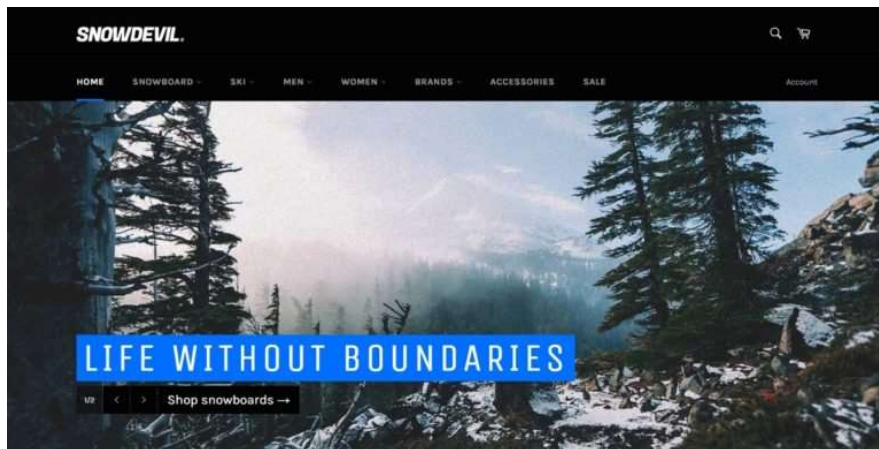 SNOWDEVIL.
HOME SNOWBOARD SKI MEN WOMEN BRANDS ACCESSORIES SALE Account
LIFE WITHOUT BOUNDARIES
1/2 < > Shop snowboards →